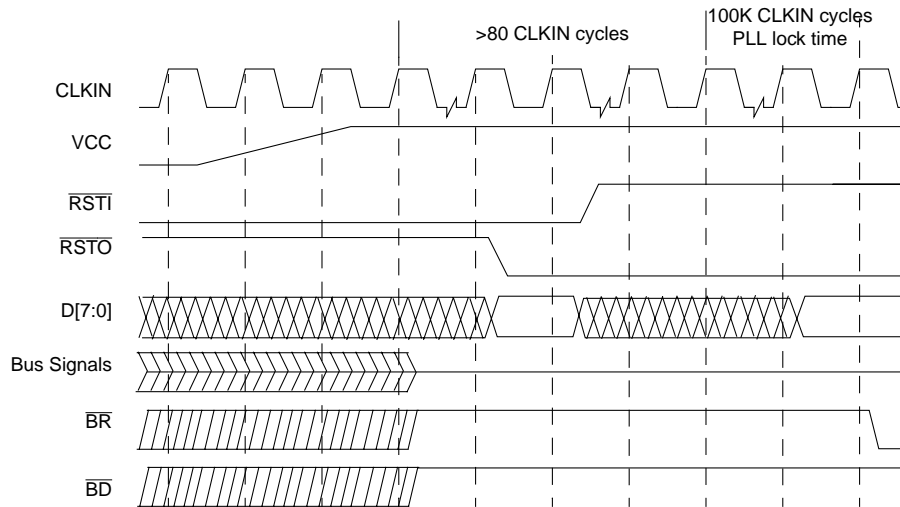 >80 CLKIN cycles
100K CLKIN cycles
PLL lock time
CLKIN
VCC
RSTI
RSTO
D[7:0]
Bus Signals
BR
BD